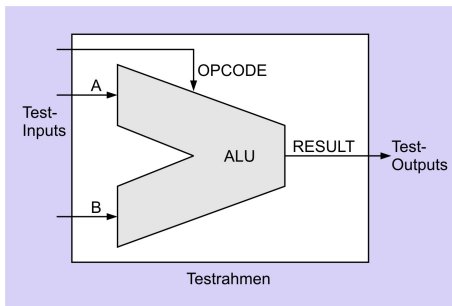 OPCODE
A
Test-
Inputs
ALU
RESULT
Test-
Outputs
B
Testrahmen